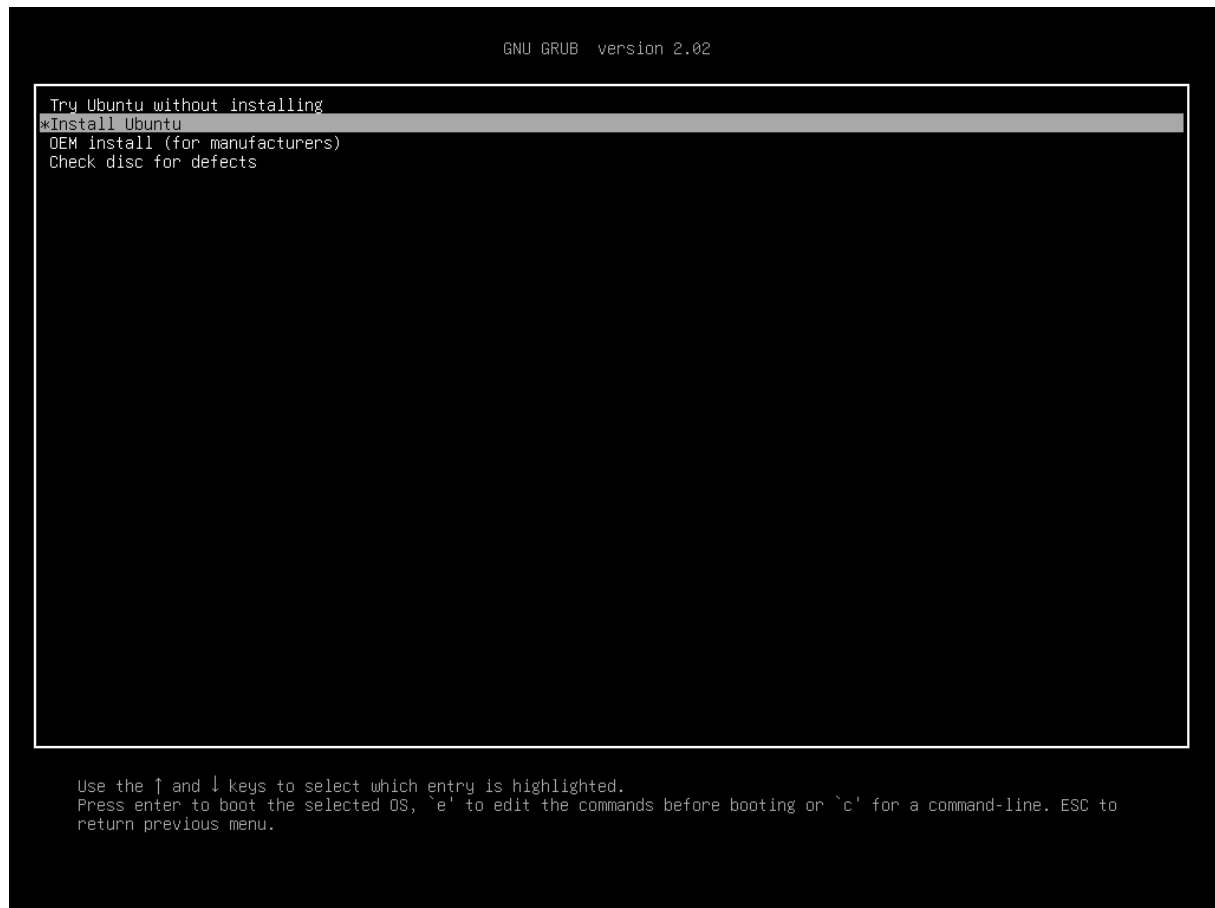 GNU GRUB  version 2.02
Try Ubuntu without installing
*Install Ubuntu
OEM install (for manufacturers)
Check disc for defects
Use the ↑ and ↓ keys to select which entry is highlighted.
Press enter to boot the selected OS, `e' to edit the commands before booting or `c' for a command-line. ESC to
return previous menu.